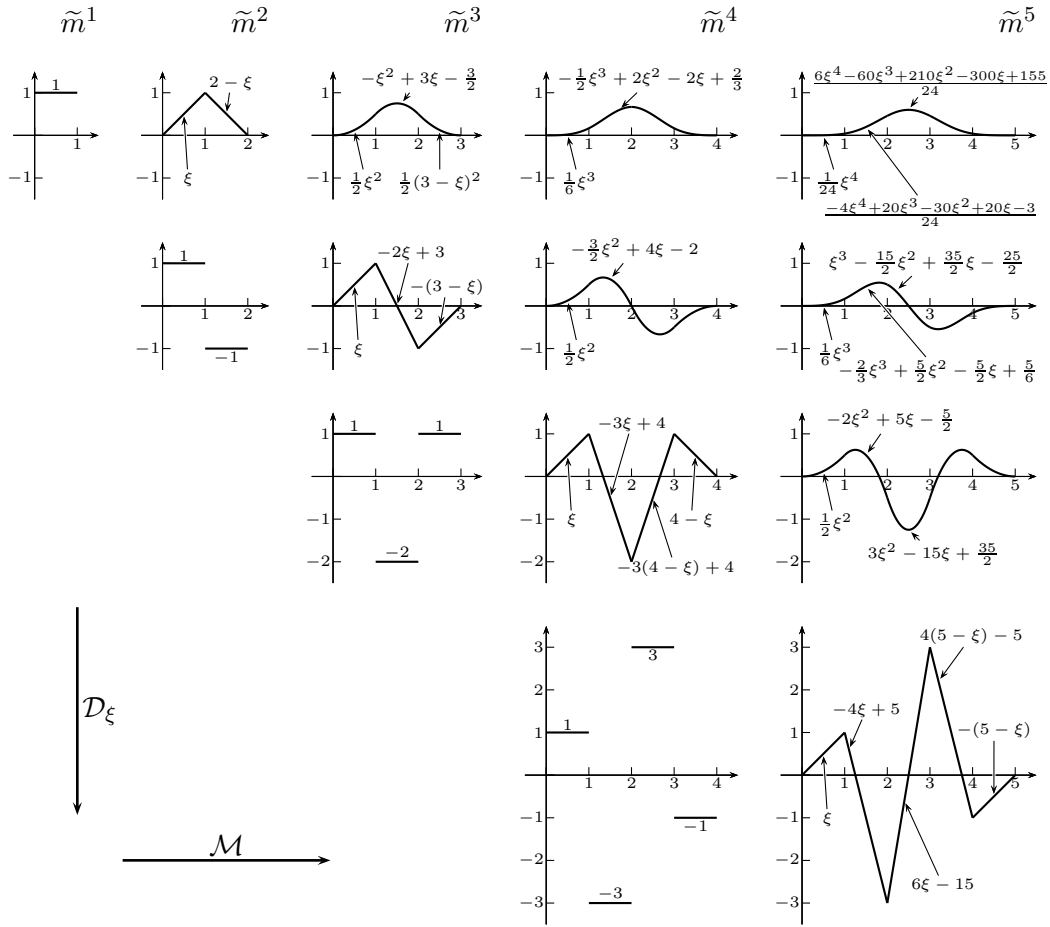 m̃¹ m̃² m̃³ m̃⁴ m̃⁵
1 −1 1 1
1 −1 1 2 2 − ξ ξ
1 −1 1 2 3 −ξ² + 3ξ − 3/2 1/2 ξ² 1/2 (3 − ξ)²
1 −1 1 2 3 4 −1/2 ξ³ + 2ξ² − 2ξ + 2/3 1/6 ξ³
1 −1 1 2 3 4 5 (6ξ⁴−60ξ³+210ξ²−300ξ+155)/24 1/24 ξ⁴ (−4ξ⁴+20ξ³−30ξ²+20ξ−3)/24
1 −1 1 2 1 −1
1 −1 1 2 3 −2ξ + 3 −(3 − ξ) ξ
1 −1 1 2 3 4 −3/2 ξ² + 4ξ − 2 1/2 ξ²
1 −1 1 2 3 4 5 ξ³ − 15/2 ξ² + 35/2 ξ − 25/2 1/6 ξ³ −2/3 ξ³ + 5/2 ξ² − 5/2 ξ + 5/6
1 −1 −2 1 2 3 1 1 −2
1 −1 −2 1 2 3 4 −3ξ + 4 ξ 4 − ξ −3(4 − ξ) + 4
1 −1 −2 1 2 3 4 5 −2ξ² + 5ξ − 5/2 1/2 ξ² 3ξ² − 15ξ + 35/2
3 2 1 −1 −2 −3 1 2 3 4 1 3 −1 −3
3 2 1 −1 −2 −3 1 2 3 4 5 4(5 − ξ) − 5 −4ξ + 5 −(5 − ξ) ξ 6ξ − 15
𝒟ξ
ℳ